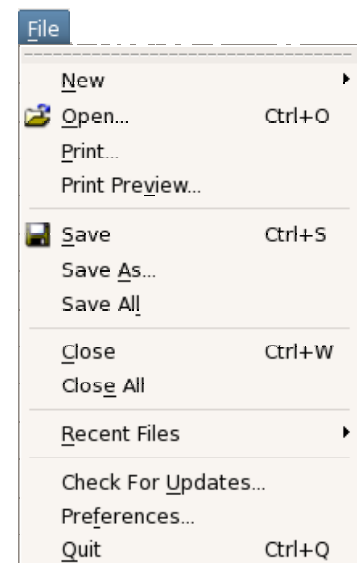 File
New
Open... Ctrl+O
Print...
Print Preview...
Save Ctrl+S
Save As...
Save All
Close Ctrl+W
Close All
Recent Files
Check For Updates...
Preferences...
Quit Ctrl+Q